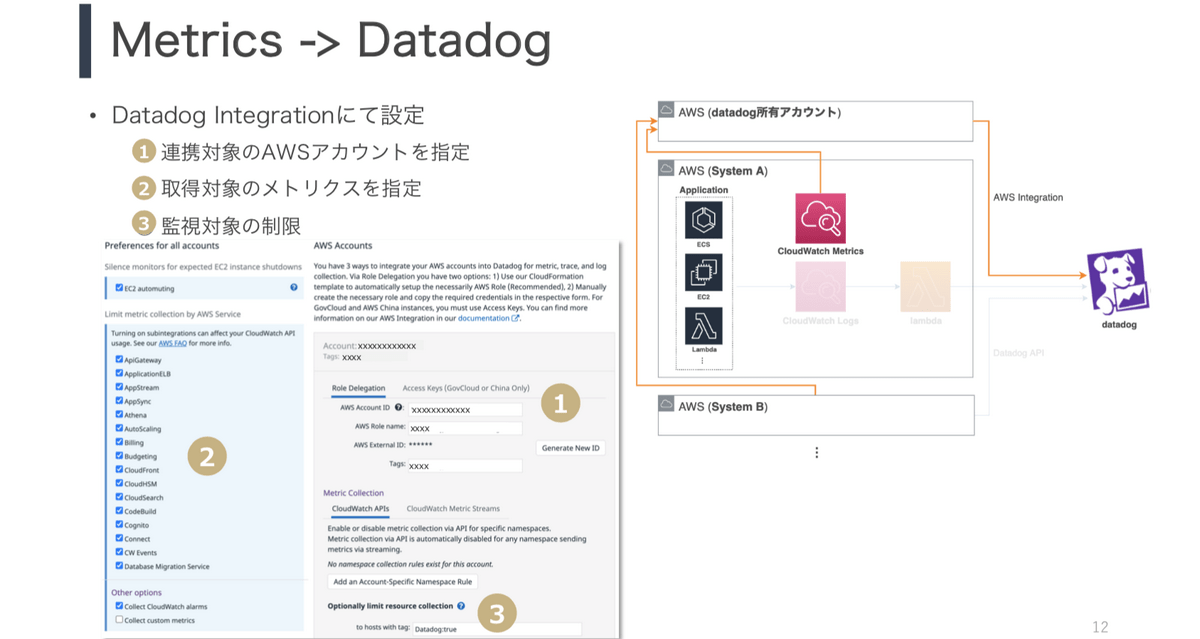 Metrics -> Datadog
• Datadog Integrationにて設定
1 連携対象のAWSアカウントを指定
2 取得対象のメトリクスを指定
3 監視対象の制限
Preferences for all accounts
Silence monitors for expected EC2 instance shutdowns
EC2 automuting
Limit metric collection by AWS Service
Turning on subintegrations can affect your CloudWatch API
usage. See our AWS FAQ for more info.
ApiGateway
ApplicationELB
AppStream
AppSync
Athena
AutoScaling
Billing
Budgeting
CloudFront
CloudHSM
CloudSearch
CodeBuild
Cognito
Connect
CW Events
Database Migration Service
2
Other options
Collect CloudWatch alarms
Collect custom metrics
AWS Accounts
You have 3 ways to integrate your AWS accounts into Datadog for metric, trace, and log
collection. Via Role Delegation you have two options: 1) Use our CloudFormation
template to automatically setup the necessarily AWS Role (Recommended), 2) Manually
create the necessary role and copy the required credentials in the respective form. For
GovCloud and AWS China instances, you must use Access Keys. You can find more
information on our AWS Integration in our documentation.
Account:xxxxxxxxxxxx
Tags: xxxx
Role Delegation Access Keys (GovCloud or China Only)
AWS Account ID ?: xxxxxxxxxxxx
1
AWS Role name: xxxx
AWS External ID: ****** Generate New ID
Tags: xxxx
Metric Collection
CloudWatch APIs CloudWatch Metric Streams
Enable or disable metric collection via API for specific namespaces.
Metric collection via API is automatically disabled for any namespace sending
metrics via streaming.
No namespace collection rules exist for this account.
Add an Account-Specific Namespace Rule
Optionally limit resource collection ?
3
to hosts with tag: Datadog:true
AWS (datadog所有アカウント)
AWS (System A)
Application
ECS
EC2
Lambda
⋮
CloudWatch Metrics
CloudWatch Logs
lambda
AWS Integration
datadog
Datadog API
AWS (System B)
⋮
12